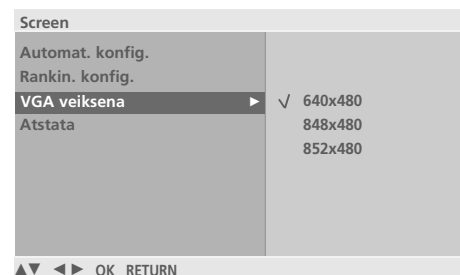 Screen
Automat. konfig.
Rankin. konfig.
VGA veiksena ► √ 640x480
Atstata 848x480
852x480
▲▼ ◄► OK RETURN